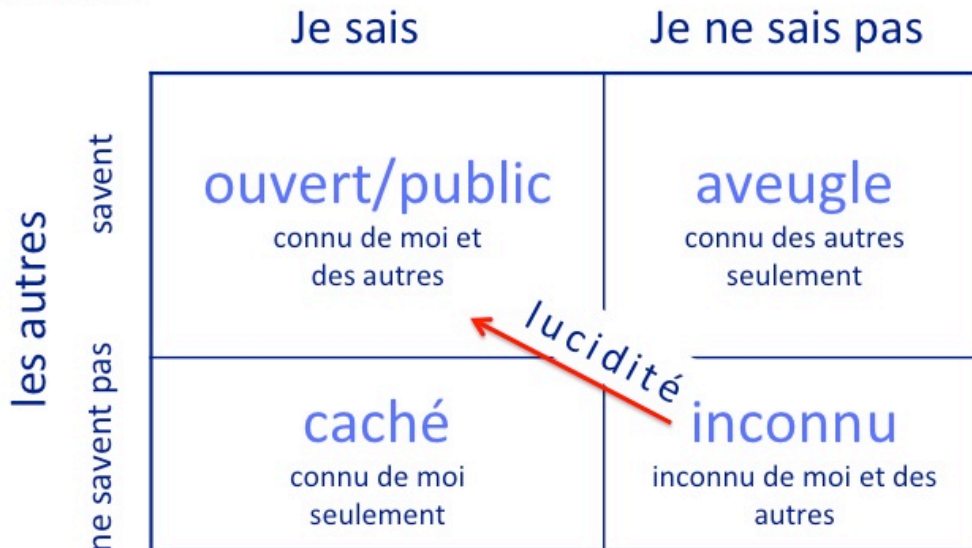 Je sais
Je ne sais pas
les autres
savent
ouvert/public
connu de moi et
des autres
aveugle
connu des autres
seulement
lucidité
ne savent pas
caché
connu de moi
seulement
inconnu
inconnu de moi et des
autres